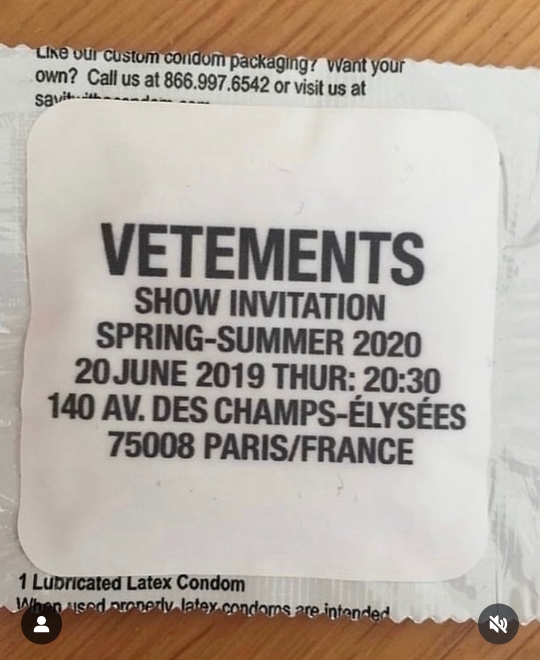 Like our custom condom packaging? Want your
own? Call us at 866.997.6542 or visit us at
VETEMENTS
SHOW INVITATION
SPRING-SUMMER 2020
20 JUNE 2019 THUR: 20:30
140 AV. DES CHAMPS-ÉLYSÉES
75008 PARIS/FRANCE
1 Lubricated Latex Condom
When used properly, latex condoms are intended